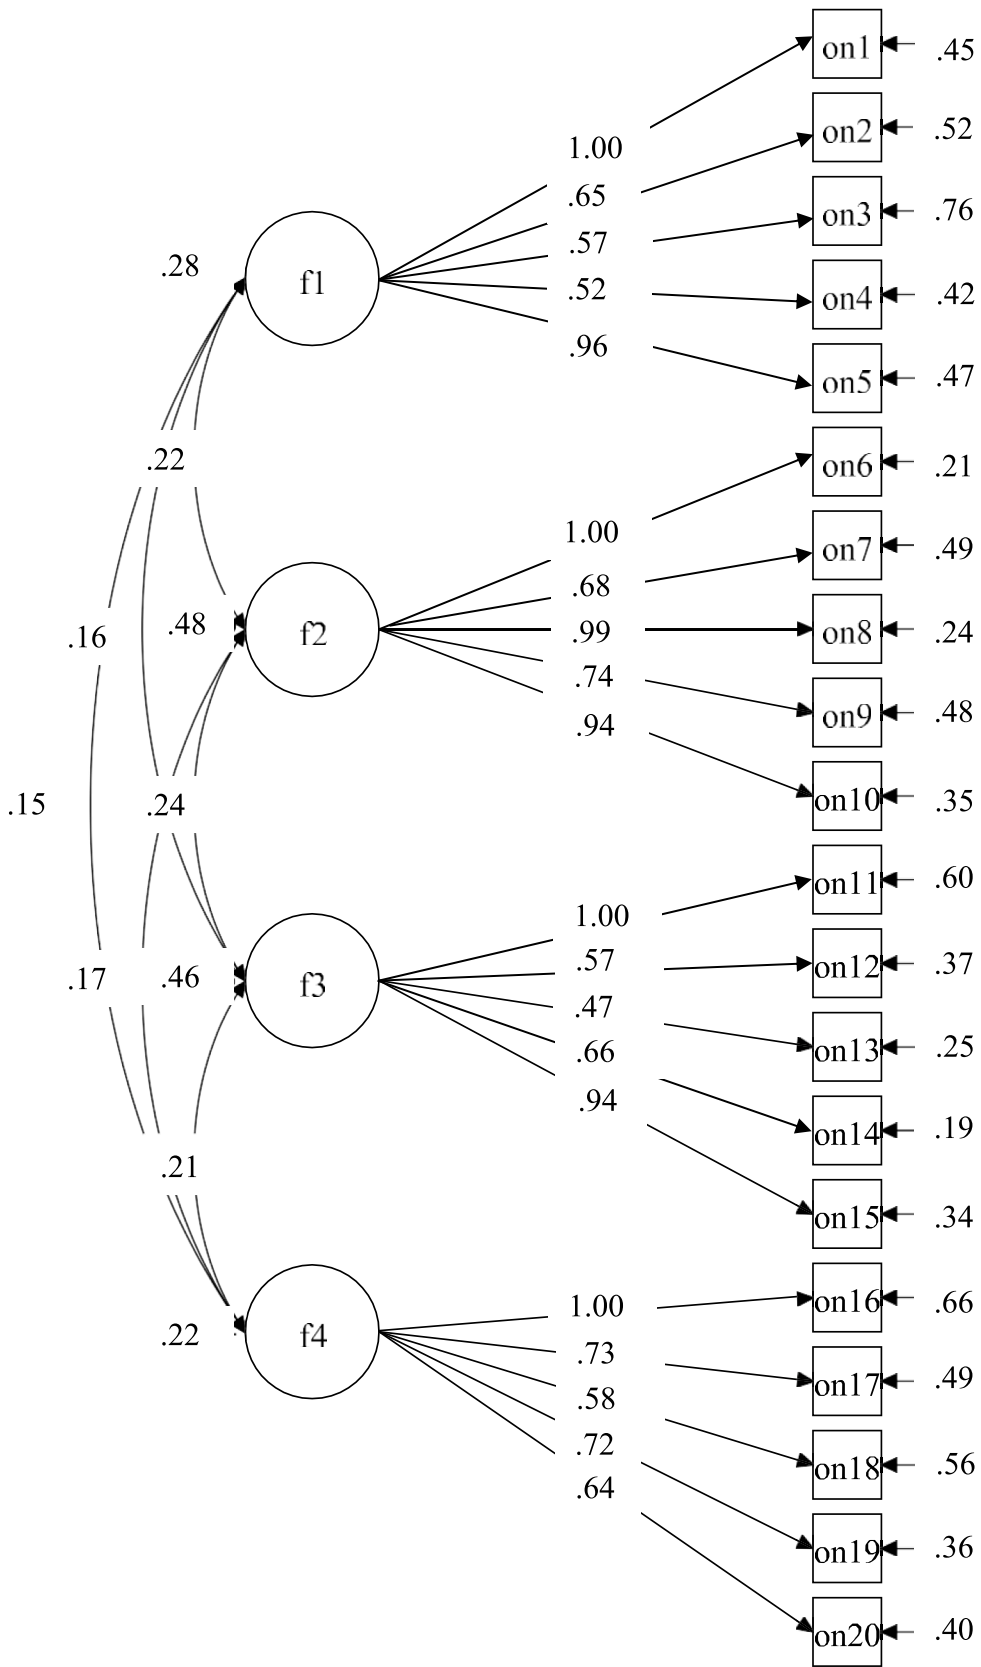 on1 .45
on2 .52
1.00
.65
on3 .76
.57
.28 f1
.52
on4 .42
.96
on5 .47
.22
on6 .21
1.00
on7 .49
.68
.16 .48 f2
.99
on8 .24
.74
on9 .48
.94
.15 .24
on10 .35
on11 .60
1.00
.57
on12 .37
.17 .46 f3
.47
on13 .25
.66
.94
on14 .19
.21
on15 .34
1.00
on16 .66
.22 f4
.73
on17 .49
.58
.72
on18 .56
.64
on19 .36
on20 .40